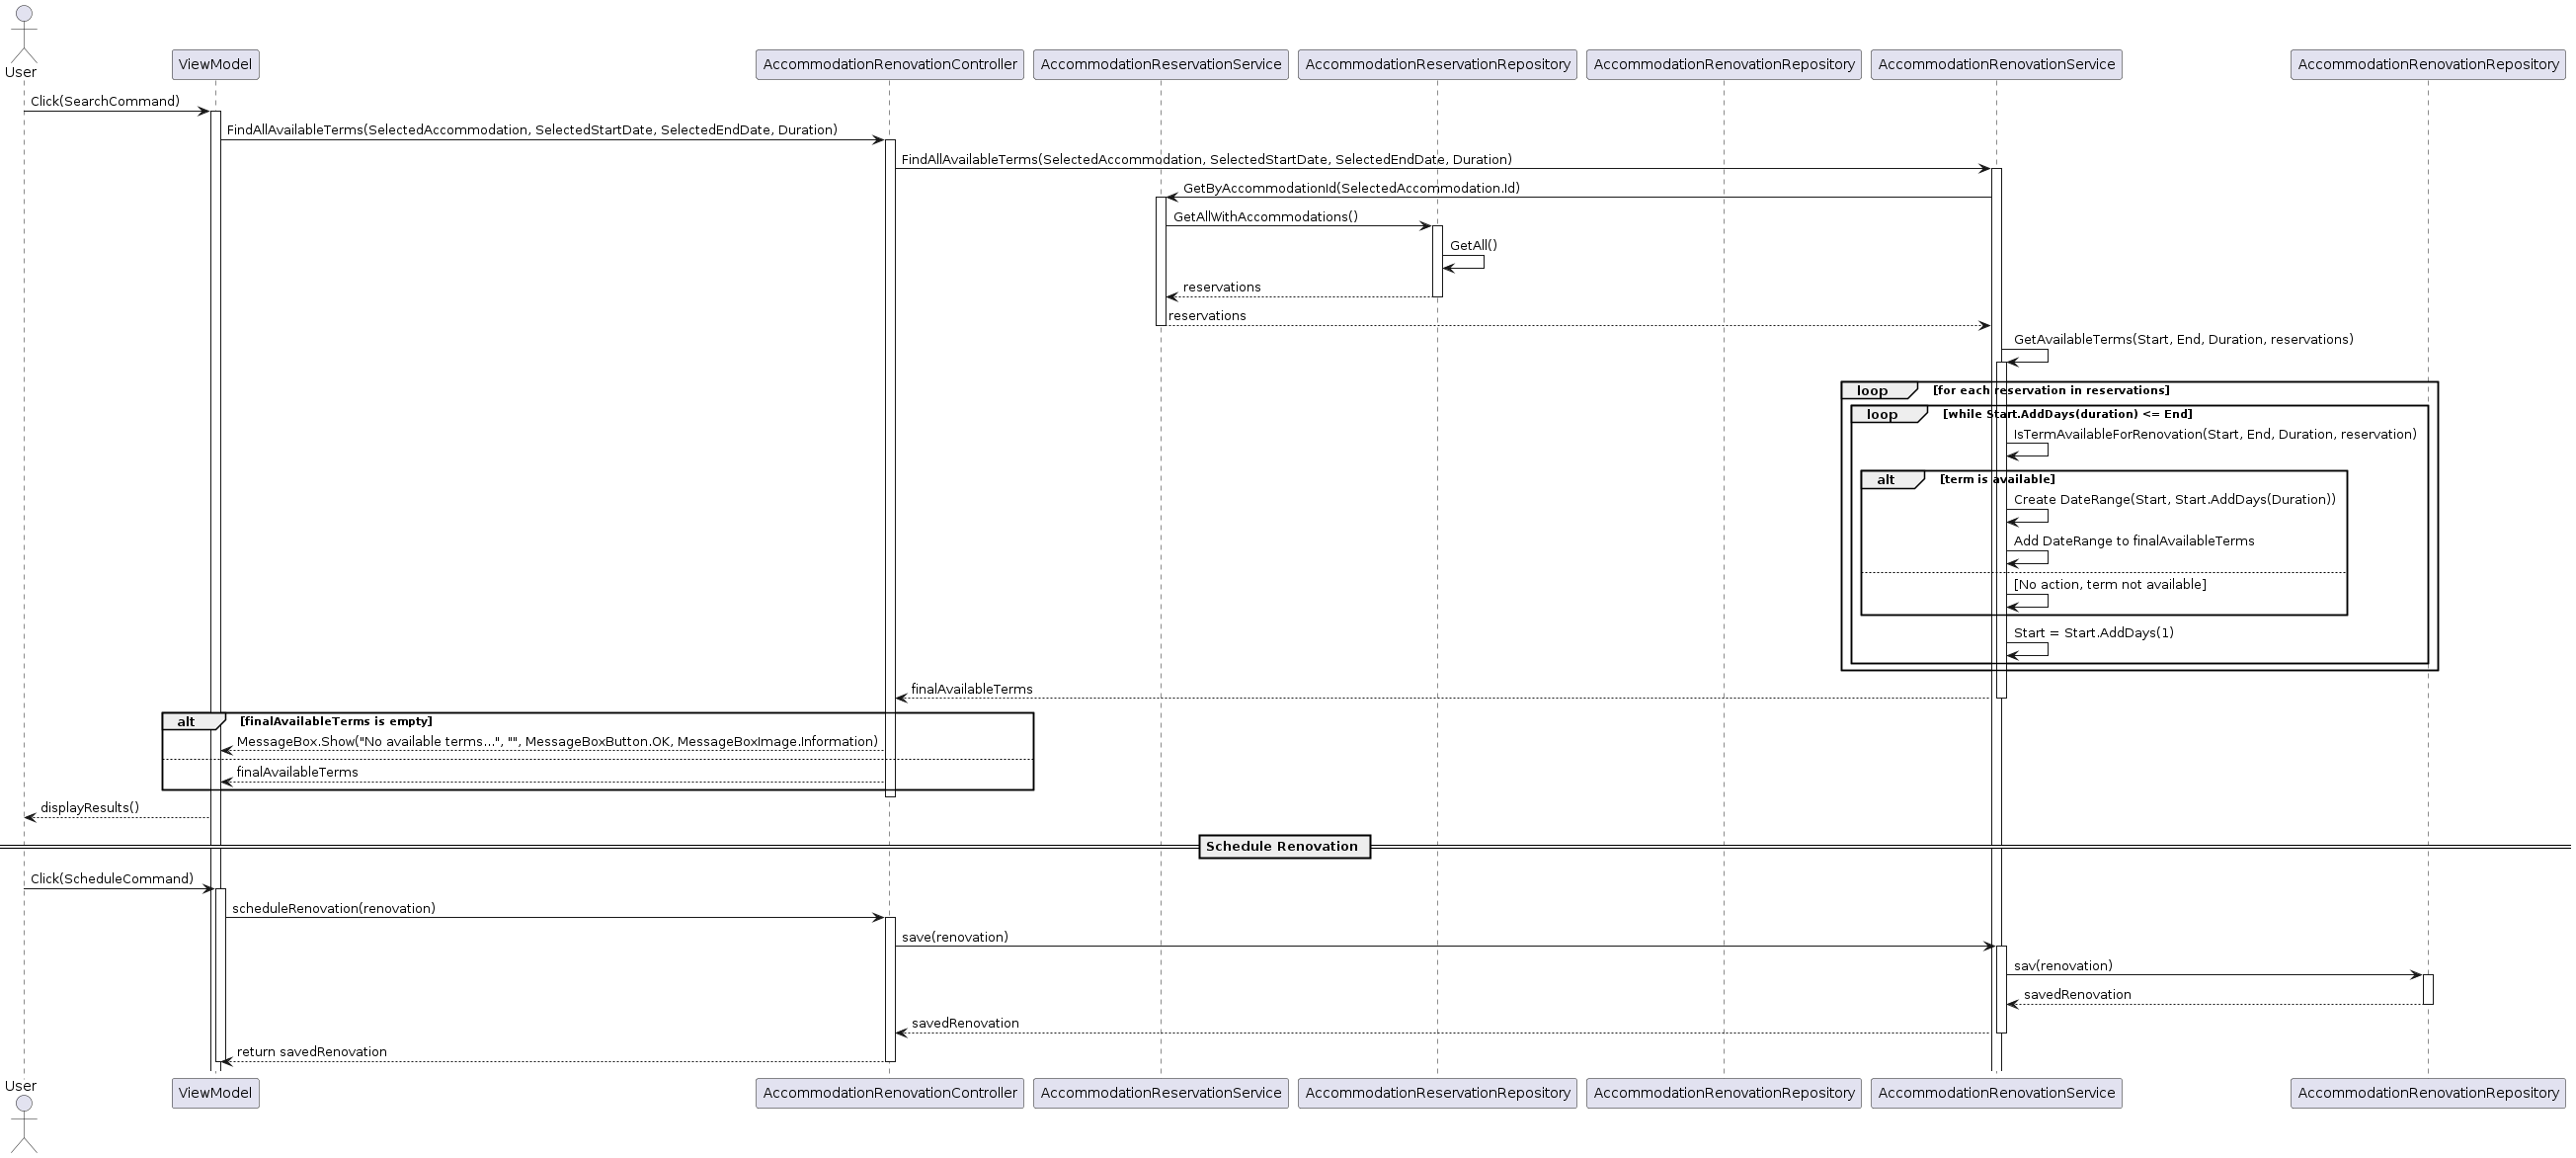 User
ViewModel
AccommodationRenovationController
AccommodationReservationService
AccommodationReservationRepository
AccommodationRenovationRepository
AccommodationRenovationService
AccommodationRenovationRepository
Click(SearchCommand)
FindAllAvailableTerms(SelectedAccommodation, SelectedStartDate, SelectedEndDate, Duration)
FindAllAvailableTerms(SelectedAccommodation, SelectedStartDate, SelectedEndDate, Duration)
GetByAccommodationId(SelectedAccommodation.Id)
GetAllWithAccommodations()
GetAll()
reservations
reservations
GetAvailableTerms(Start, End, Duration, reservations)
loop [for each reservation in reservations]
loop [while Start.AddDays(duration) <= End]
IsTermAvailableForRenovation(Start, End, Duration, reservation)
alt [term is available]
Create DateRange(Start, Start.AddDays(Duration))
Add DateRange to finalAvailableTerms
[No action, term not available]
Start = Start.AddDays(1)
finalAvailableTerms
alt [finalAvailableTerms is empty]
MessageBox.Show("No available terms...", "", MessageBoxButton.OK, MessageBoxImage.Information)
finalAvailableTerms
displayResults()
Schedule Renovation
Click(ScheduleCommand)
scheduleRenovation(renovation)
save(renovation)
sav(renovation)
savedRenovation
savedRenovation
return savedRenovation
User
ViewModel
AccommodationRenovationController
AccommodationReservationService
AccommodationReservationRepository
AccommodationRenovationRepository
AccommodationRenovationService
AccommodationRenovationRepository